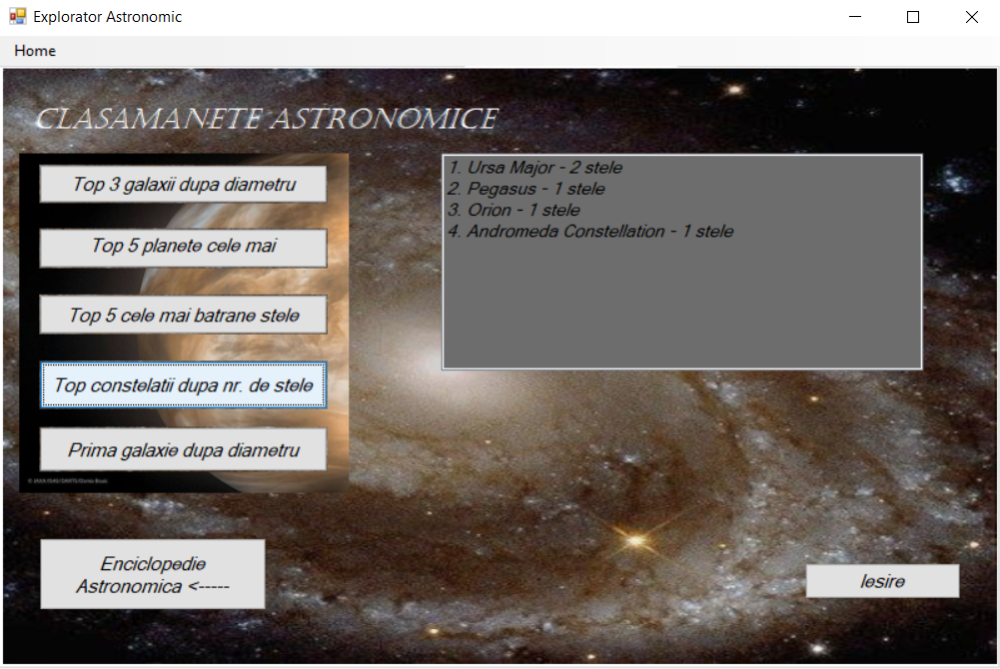 Explorator Astronomic
Home
CLASAMANETE ASTRONOMICE
Top 3 galaxii dupa diametru
Top 5 planete cele mai
Top 5 cele mai batrane stele
Top constelatii dupa nr. de stele
Prima galaxie dupa diametru
1. Ursa Major - 2 stele
2. Pegasus - 1 stele
3. Orion - 1 stele
4. Andromeda Constellation - 1 stele
Enciclopedie
Astronomica <-----
Iesire